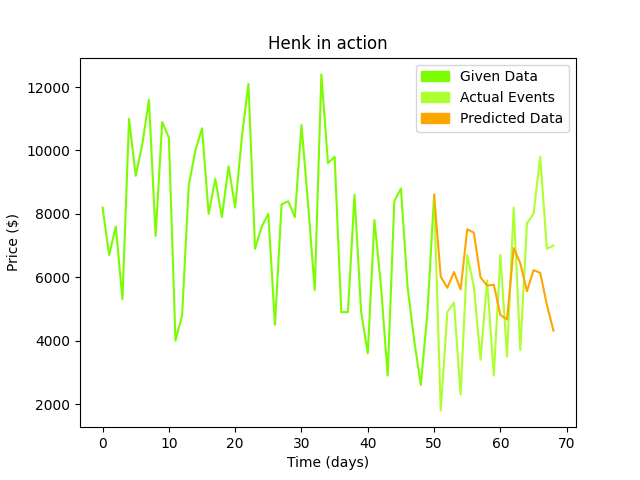 Henk in action
Given Data
Actual Events
Predicted Data
Price ($)
12000
10000
8000
6000
4000
2000
0 10 20 30 40 50 60 70
Time (days)